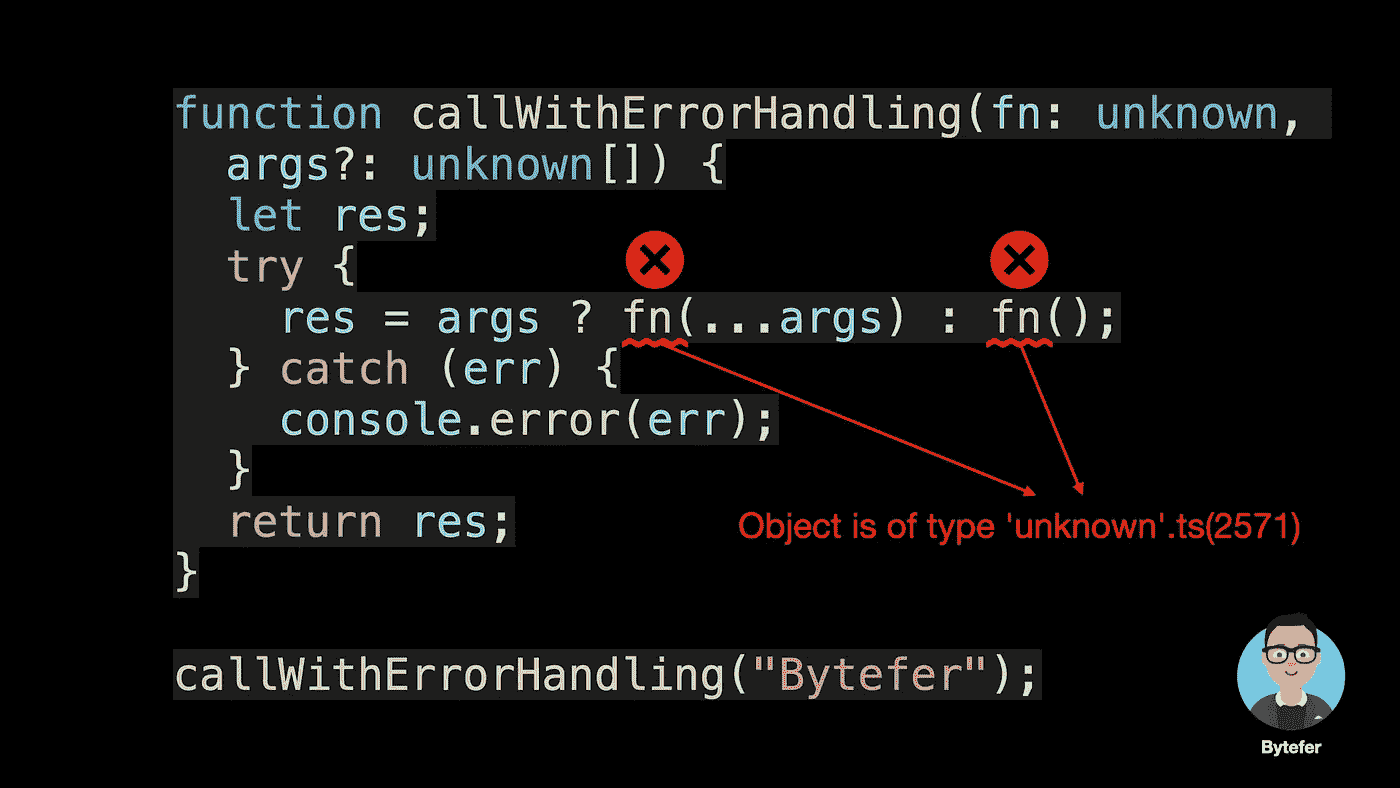 function callWithErrorHandling(fn: unknown,
  args?: unknown[]) {
  let res;
  try {
    res = args ? fn(...args) : fn();
  } catch (err) {
    console.error(err);
  }
  return res;
}
Object is of type 'unknown'.ts(2571)
callWithErrorHandling("Bytefer");
Bytefer